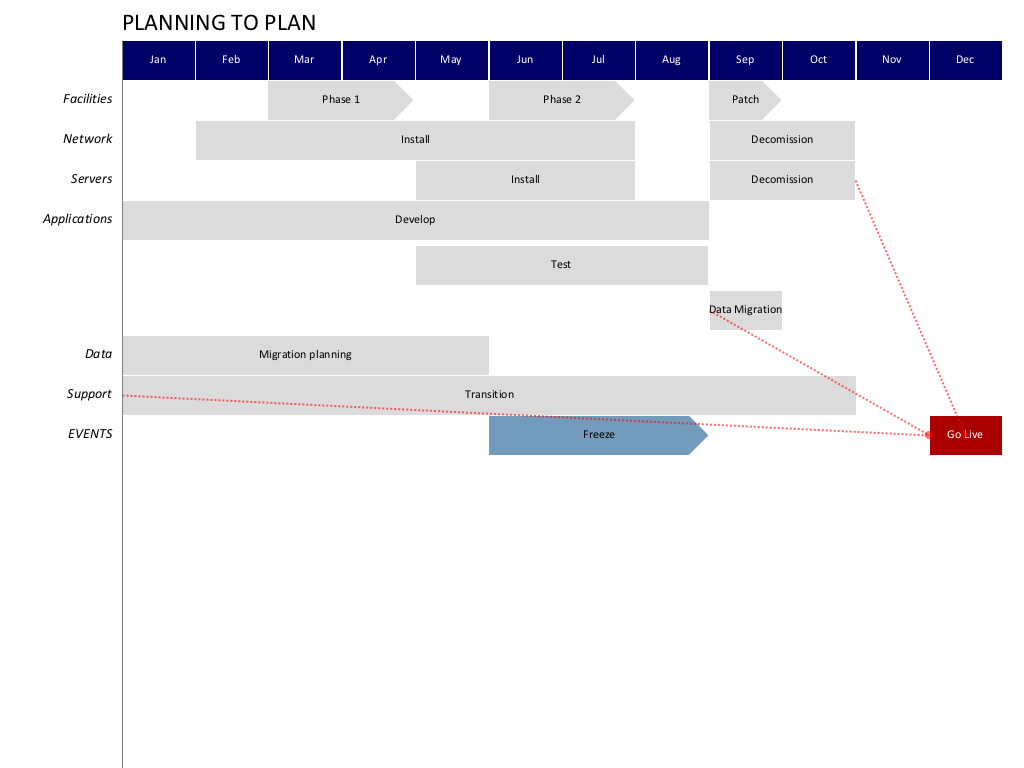 PLANNING TO PLAN
Jan Feb Mar Apr May Jun Jul Aug Sep Oct Nov Dec
Facilities Phase 1 Phase 2 Patch
Network Install Decomission
Servers Install Decomission
Applications Develop
Test
Data Migration
Data Migration planning
Support Transition
EVENTS Freeze Go Live